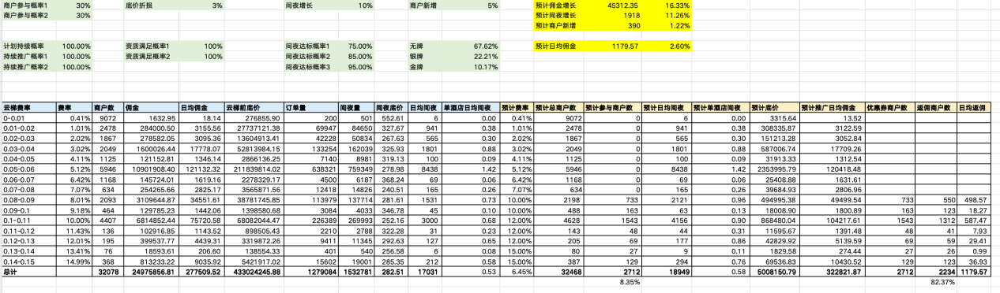 商户参与概率1 30% 底价折损 3% 间夜增长 10% 商户新增 5% 预计佣金增长 45312.35 16.33%
商户参与概率2 30% 预计间夜增长 1918 11.26%
预计商户新增 390 1.22%
计划持续概率 100.00% 资质满足概率1 100% 间夜达标概率1 75.00% 无牌 67.62% 预计日均佣金 1179.57 2.60%
持续推广概率1 100.00% 资质满足概率2 100% 间夜达标概率2 85.00% 银牌 22.21%
持续推广概率2 100.00% 间夜达标概率3 95.00% 金牌 10.17%
云梯费率 费率 商户数 佣金 日均佣金 云梯前底价 订单量 间夜量 间夜底价 日均间夜 单酒店日均间夜 预计费率 预计总商户数 预计参与商户数 预计日均间夜 预计单酒店间夜 预计底价 预计推广日均佣金 优惠券商户数 返佣商户数 日均返佣
0-0.01 0.41% 9072 1632.95 18.14 276855.90 200 501 552.61 6 0.00 0.41% 9072 0 6 0.00 3315.64 13.52
0.01-0.02 1.01% 2478 284000.50 3155.56 27737121.38 69947 84650 327.67 941 0.38 1.01% 2478 0 941 0.38 308335.87 3122.59
0.02-0.03 2.02% 1867 278582.05 3095.36 13604913.41 42228 50834 267.63 565 0.30 2.02% 1867 0 565 0.30 151213.28 3052.84
0.03-0.04 3.02% 2049 1600026.44 17778.07 52813984.15 133254 162039 325.93 1801 0.88 3.02% 2049 0 1801 0.88 587006.74 17709.26
0.04-0.05 4.11% 1125 121152.81 1346.14 2866136.25 7140 8981 319.13 100 0.09 4.11% 1125 0 100 0.09 31913.33 1312.54
0.05-0.06 5.12% 5946 10901908.40 121132.32 211839814.02 638321 759349 278.98 8438 1.42 5.12% 5946 0 8438 1.42 2353995.79 120418.48
0.06-0.07 6.42% 1168 145724.01 1619.16 2278329.17 4500 6187 368.24 69 0.06 6.42% 1168 0 69 0.06 25408.88 1631.61
0.07-0.08 7.07% 634 254265.66 2825.17 3565871.56 12418 14826 240.51 165 0.26 7.07% 634 0 165 0.26 39684.93 2806.96
0.08-0.09 8.01% 2093 3109644.87 34551.61 38781745.85 113979 137714 281.61 1531 0.73 10.00% 2198 733 2121 0.96 494995.38 49499.54 733 550 498.57
0.09-0.1 9.18% 464 129785.23 1442.06 1398580.68 3084 4033 346.78 45 0.10 10.00% 488 163 63 0.13 18008.90 1800.89 163 123 18.27
0.1-0.11 10.00% 4407 6814852.44 75720.58 68082044.47 226389 269993 252.16 3000 0.68 12.00% 4628 1543 4156 0.90 868480.04 104217.61 1543 1312 587.47
0.11-0.12 11.43% 136 102916.85 1143.52 898505.43 2210 2788 322.28 31 0.23 12.00% 143 48 44 0.31 11595.67 1391.48 48 41 7.93
0.12-0.13 12.01% 195 399537.77 4439.31 3319872.26 9411 11345 292.63 127 0.65 12.00% 205 69 177 0.86 42829.92 5139.59 69 59 29.41
0.13-0.14 13.41% 76 18593.61 206.60 138554.33 401 540 256.58 6 0.08 15.00% 80 27 9 0.11 1829.58 274.44 27 26 0.99
0.14-0.15 14.99% 368 813233.22 9035.92 5421917.02 15602 19001 285.35 212 0.58 15.00% 387 129 294 0.76 69536.83 10430.52 129 123 36.93
总计 32078 24975856.81 277509.52 433024245.88 1279084 1532781 282.51 17031 0.53 6.45% 32468 2712 18949 0.58 5008150.79 322821.87 2712 2234 1179.57
8.35% 82.37%